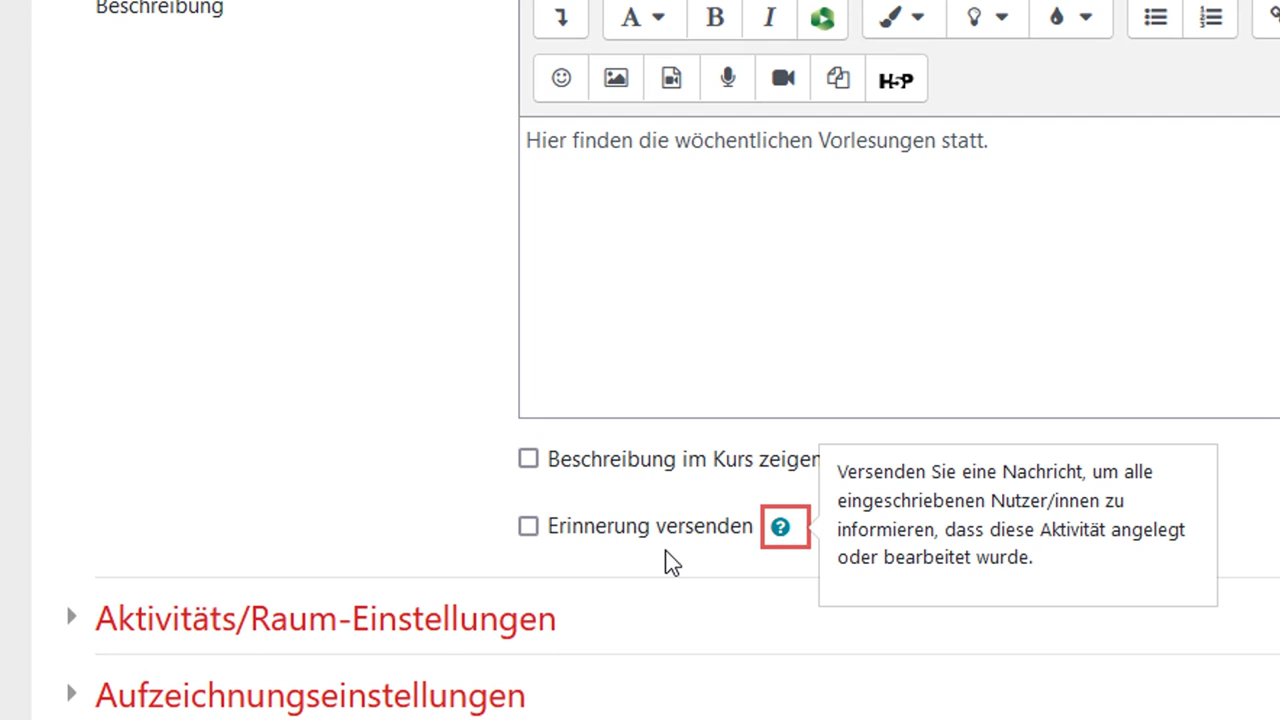 Beschreibung
A B I
H5P
Hier finden die wöchentlichen Vorlesungen statt.
Beschreibung im Kurs zeigen
Erinnerung versenden ?
Versenden Sie eine Nachricht, um alle
eingeschriebenen Nutzer/innen zu
informieren, dass diese Aktivität angelegt
oder bearbeitet wurde.
Aktivitäts/Raum-Einstellungen
Aufzeichnungseinstellungen